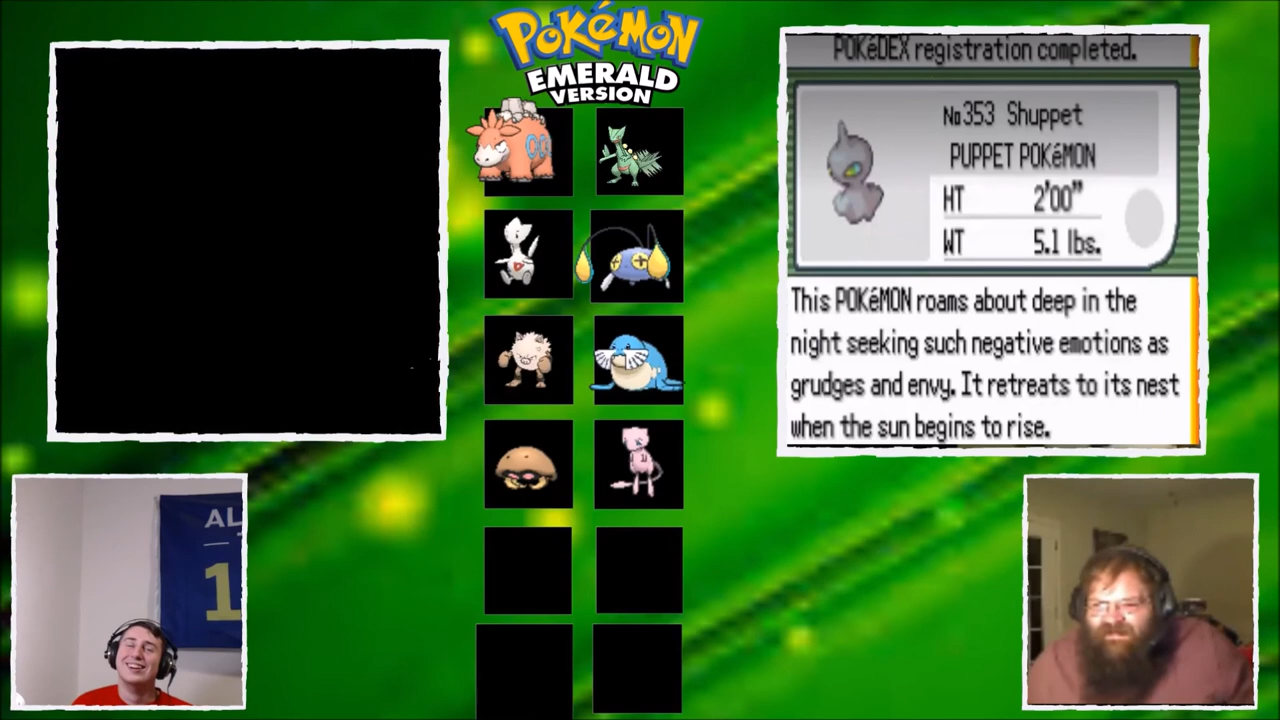 POKéMON
EMERALD
VERSION
POKéDEX registration completed.
No353 Shuppet
PUPPET POKéMON
HT 2'00"
WT 5.1 lbs.
This POKéMON roams about deep in the
night seeking such negative emotions as
grudges and envy. It retreats to its nest
when the sun begins to rise.
AL
1